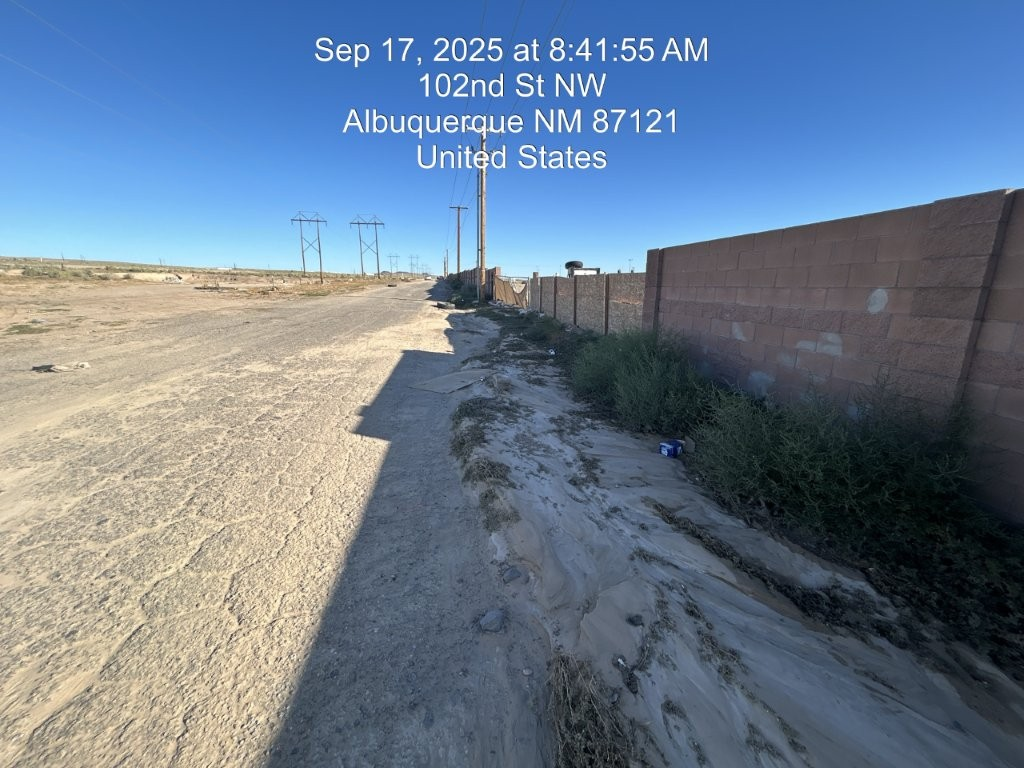 Sep 17, 2025 at 8:41:55 AM
102nd St NW
Albuquerque NM 87121
United States